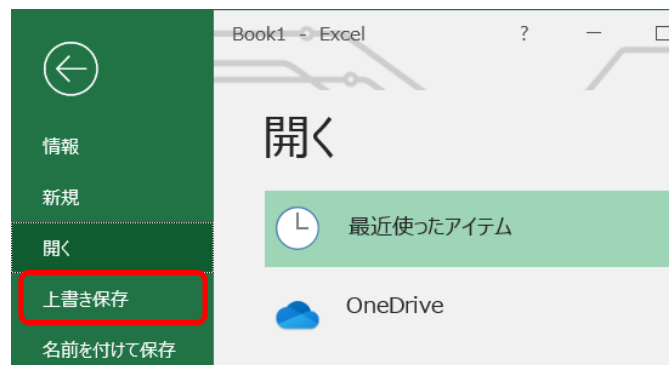 Book1 - Excel ?
情報
新規
開く
上書き保存
名前を付けて保存
開く
最近使ったアイテム
OneDrive